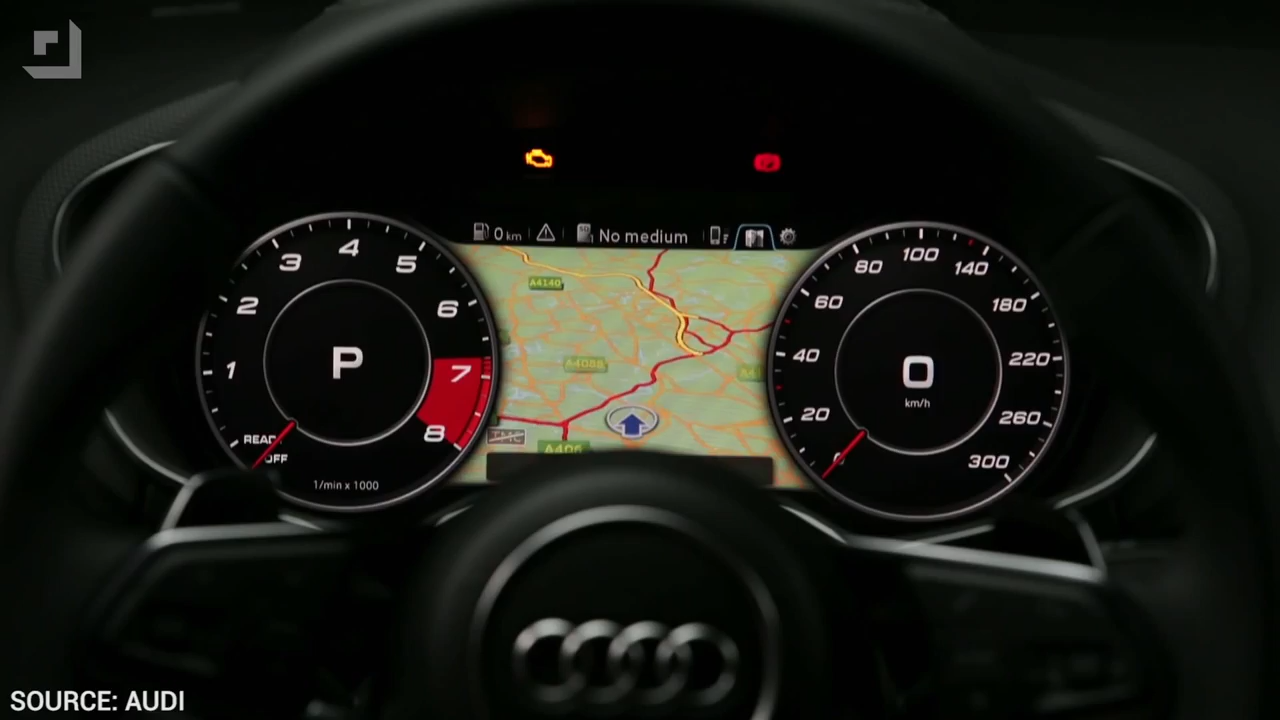 0 km
No medium
3
4
5
2
6
1
7
P
8
READY
OFF
1/min x 1000
A4140
A4088
A406
TMC
80
100
140
60
180
40
220
0
km/h
20
260
300
SOURCE: AUDI